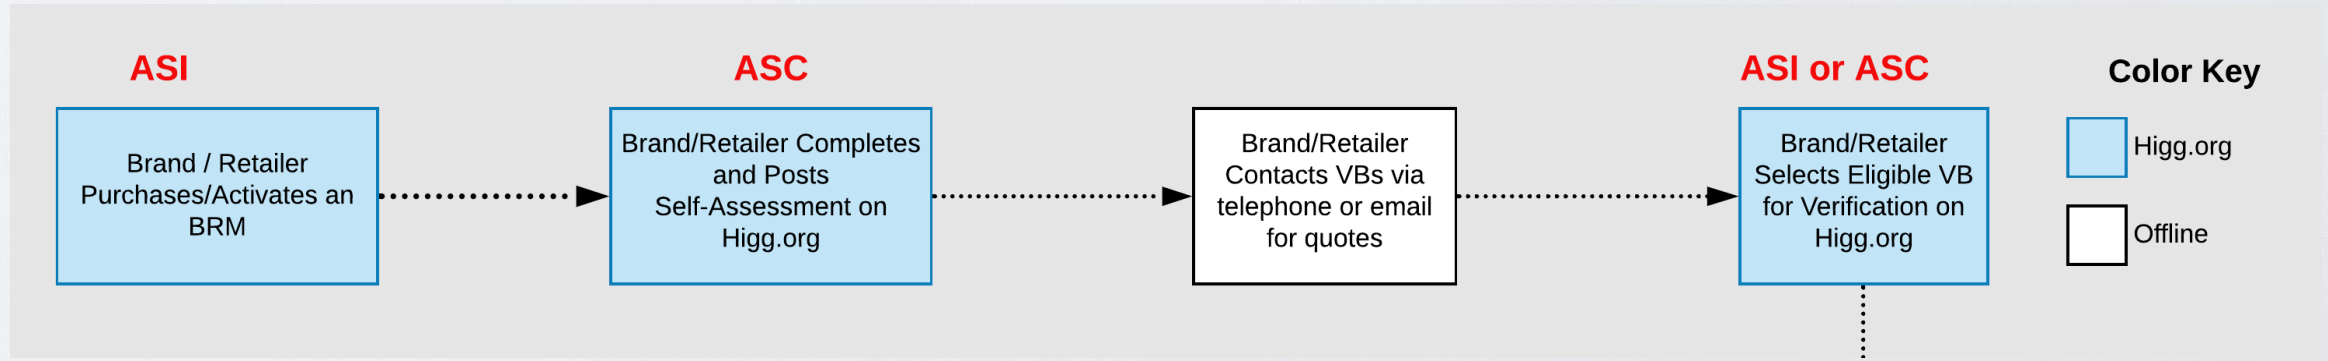 ASI
Brand / Retailer
Purchases/Activates an
BRM
ASC
Brand/Retailer Completes
and Posts
Self-Assessment on
Higg.org
Brand/Retailer
Contacts VBs via
telephone or email
for quotes
ASI or ASC
Brand/Retailer
Selects Eligible VB
for Verification on
Higg.org
Color Key
Higg.org
Offline